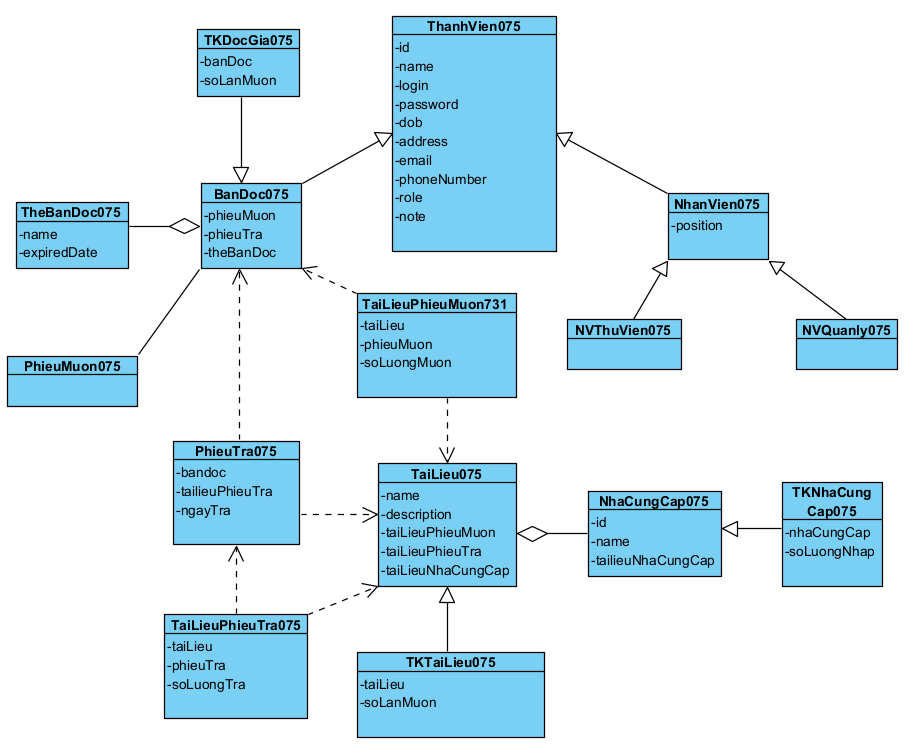 TKDocGia075
-banDoc
-soLanMuon
ThanhVien075
-id
-name
-login
-password
-dob
-address
-email
-phoneNumber
-role
-note
BanDoc075
-phieuMuon
-phieuTra
-theBanDoc
TheBanDoc075
-name
-expiredDate
NhanVien075
-position
TaiLieuPhieuMuon731
-taiLieu
-phieuMuon
-soLuongMuon
NVThuVien075
NVQuanly075
PhieuMuon075
PhieuTra075
-bandoc
-tailieuPhieuTra
-ngayTra
TaiLieu075
-name
-description
-taiLieuPhieuMuon
-taiLieuPhieuTra
-taiLieuNhaCungCap
NhaCungCap075
-id
-name
-tailieuNhaCungCap
TKNhaCung
Cap075
-nhaCungCap
-soLuongNhap
TaiLieuPhieuTra075
-taiLieu
-phieuTra
-soLuongTra
TKTaiLieu075
-taiLieu
-soLanMuon